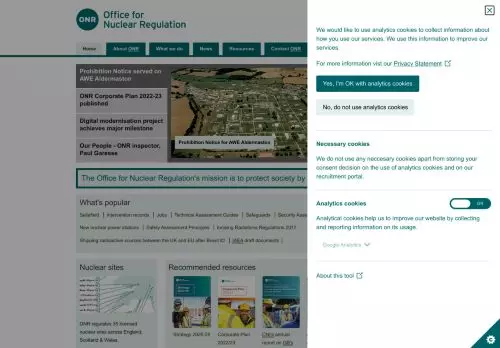 ONR
Office for
Nuclear Regulation
Home
About ONR
What we do
News
Resources
Contact ONR
Prohibition Notice served on
AWE Aldermaston
ONR Corporate Plan 2022-23
published
Digital modernisation project
achieves major milestone
Our People - ONR inspector,
Prohibition Notice for AWE Aldermaston
The Office for Nuclear Regulation's mission is to protect society by
What's popular
Sellafield | Intervention records | Jobs | Technical Assessment Guides | Safeguards | Security Asses
New nuclear power stations | Safety Assessment Principles | Ionising Radiations Regulations 2017
Shipping radioactive sources between the UK and EU after Brexit? | IAEA draft documents |
Nuclear sites
ONR regulates 35 licensed
nuclear sites across England,
Scotland & Wales.
Recommended resources
Strategy 2020-25
Corporate Plan
2022/23
annual
We would like to use analytics cookies to collect information about
how you use our services. We use this information to improve our
services.
For more information visit our Privacy Statement
Yes, I'm OK with analytics cookies
No, do not use analytics cookies
Necessary cookies
We do not use any neccesary cookies apart from storing your
consent decision on the use of analytics cookies and on our
recruitment portal.
Analytics cookies
Off
Analytical cookies help us to improve our website by collecting
and reporting information on its usage.
Google Analytics
About this tool